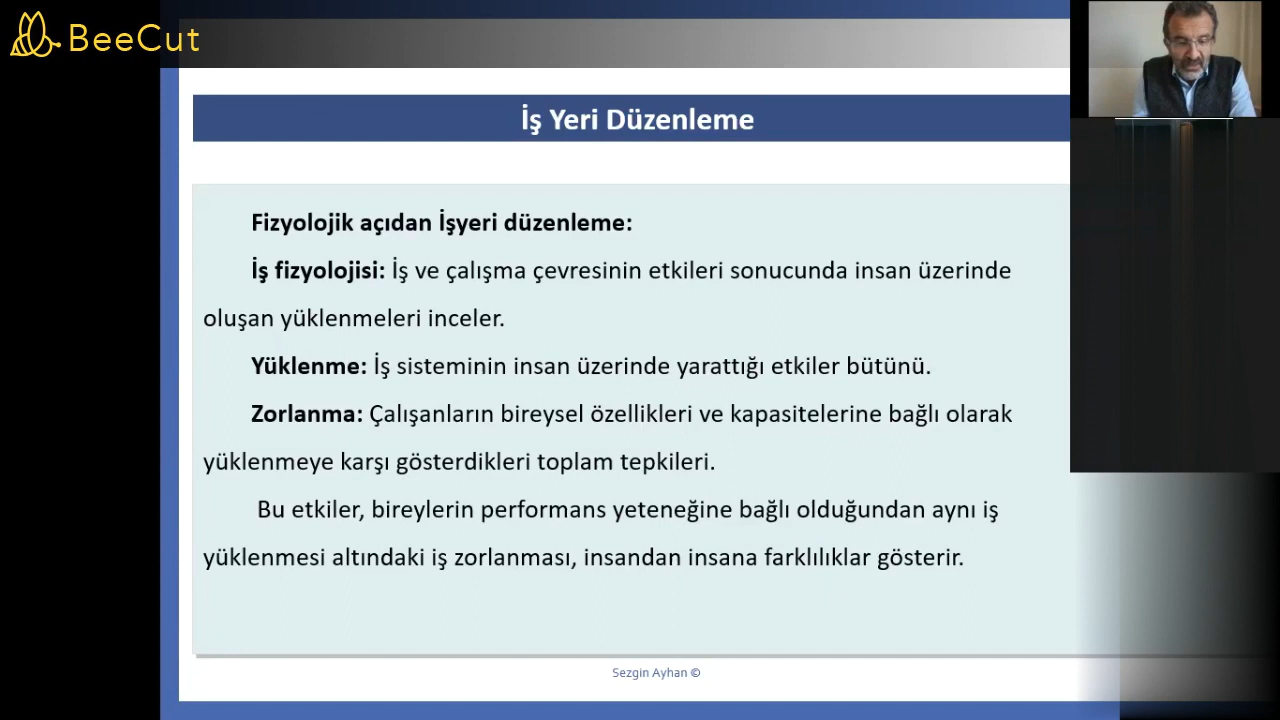 BeeCut
İş Yeri Düzenleme
Fizyolojik açıdan İşyeri düzenleme:
İş fizyolojisi: İş ve çalışma çevresinin etkileri sonucunda insan üzerinde
oluşan yüklenmeleri inceler.
Yüklenme: İş sisteminin insan üzerinde yarattığı etkiler bütünü.
Zorlanma: Çalışanların bireysel özellikleri ve kapasitelerine bağlı olarak
yüklenmeye karşı gösterdikleri toplam tepkileri.
Bu etkiler, bireylerin performans yeteneğine bağlı olduğundan aynı iş
yüklenmesi altındaki iş zorlanması, insandan insana farklılıklar gösterir.
Sezgin Ayhan ©